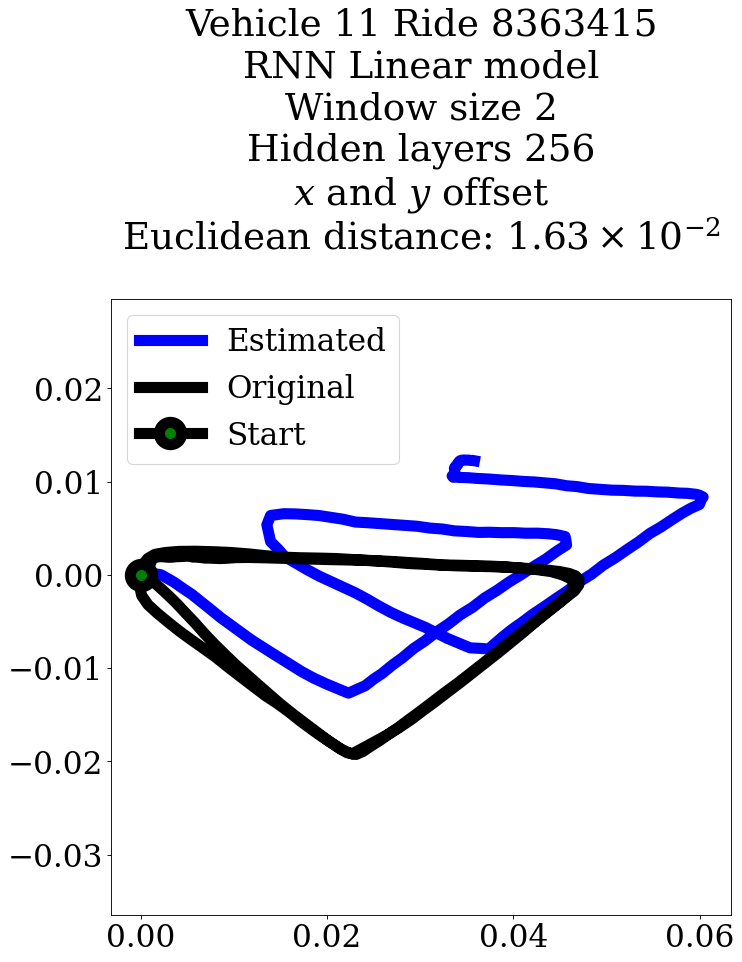 Vehicle 11 Ride 8363415
RNN Linear model
Window size 2
Hidden layers 256
x and y offset
Euclidean distance: 1.63 × 10⁻²
Estimated
Original
Start
0.02
0.01
0.00
−0.01
−0.02
−0.03
0.00 0.02 0.04 0.06